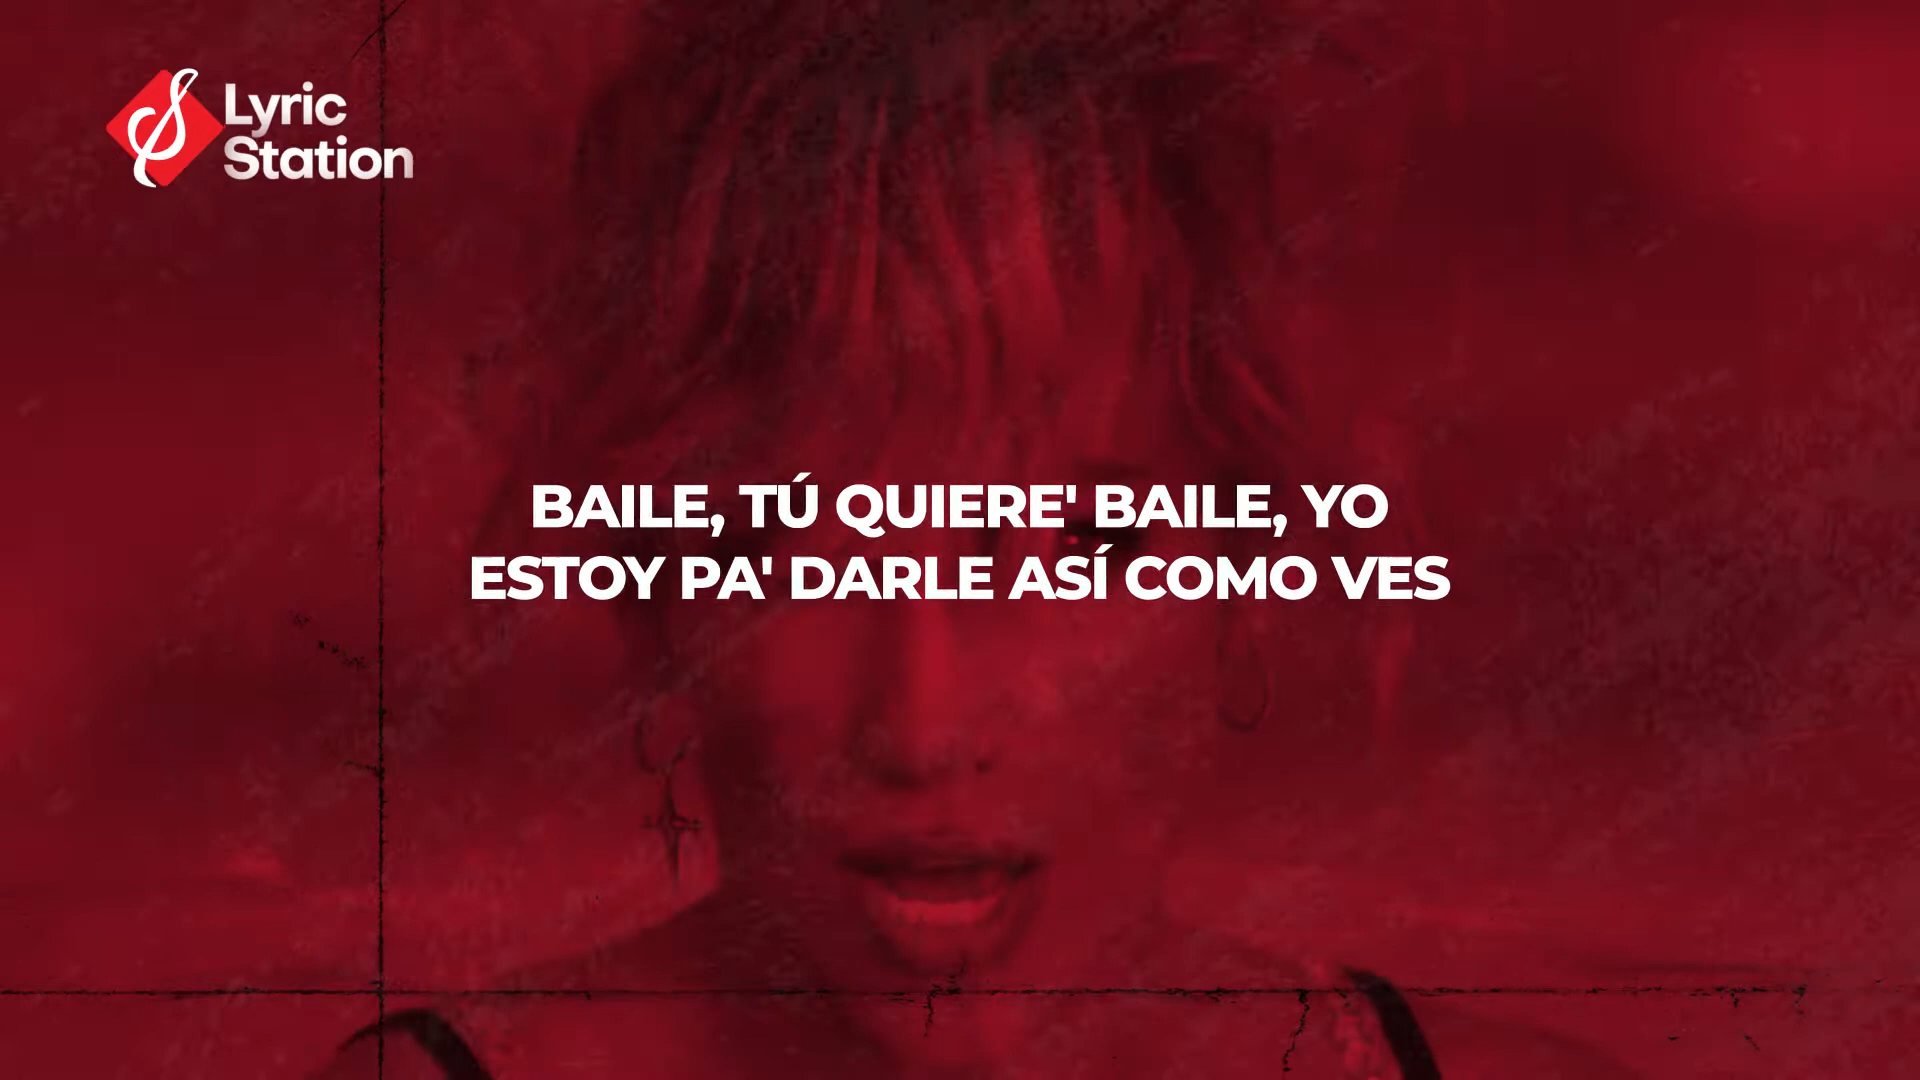 Lyric
Station
BAILE, TÚ QUIERE' BAILE, YO
ESTOY PA' DARLE ASÍ COMO VES